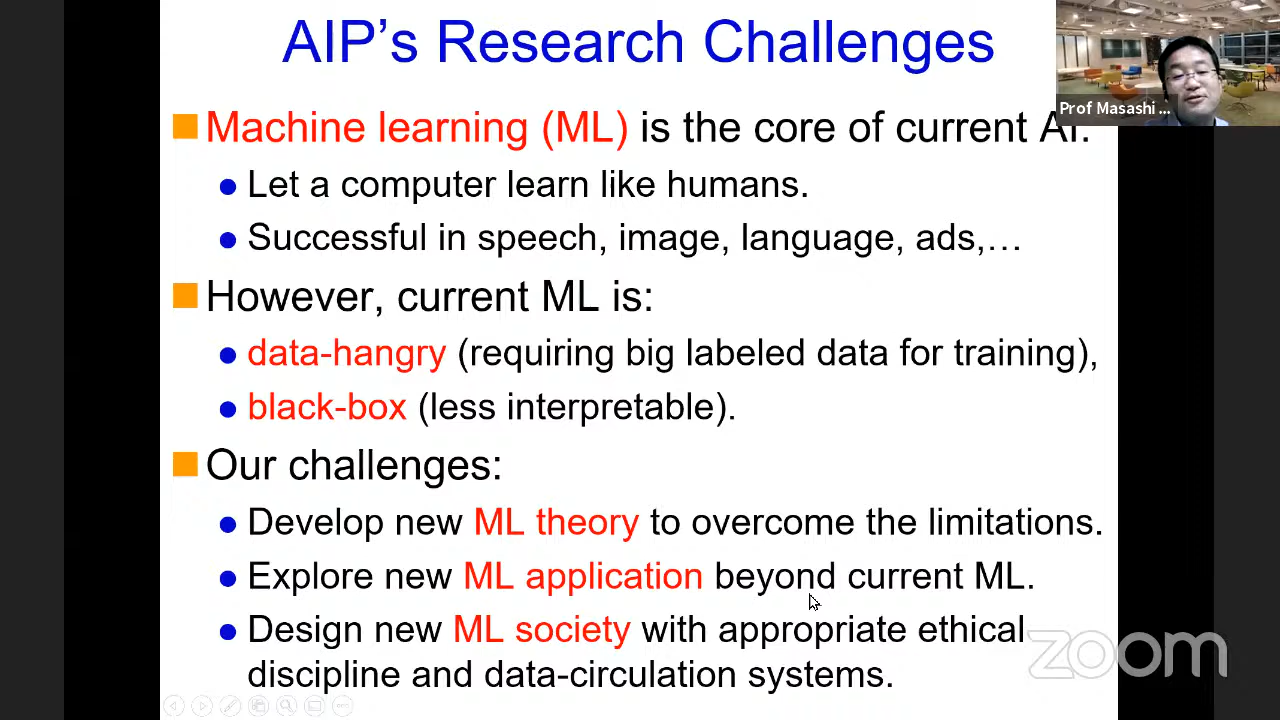 AIP's Research Challenges
Machine learning (ML) is the core of current AI.
Let a computer learn like humans.
Successful in speech, image, language, ads,…
However, current ML is:
data-hangry (requiring big labeled data for training),
black-box (less interpretable).
Our challenges:
Develop new ML theory to overcome the limitations.
Explore new ML application beyond current ML.
Design new ML society with appropriate ethical
discipline and data-circulation systems.
Prof Masashi ...
zoom